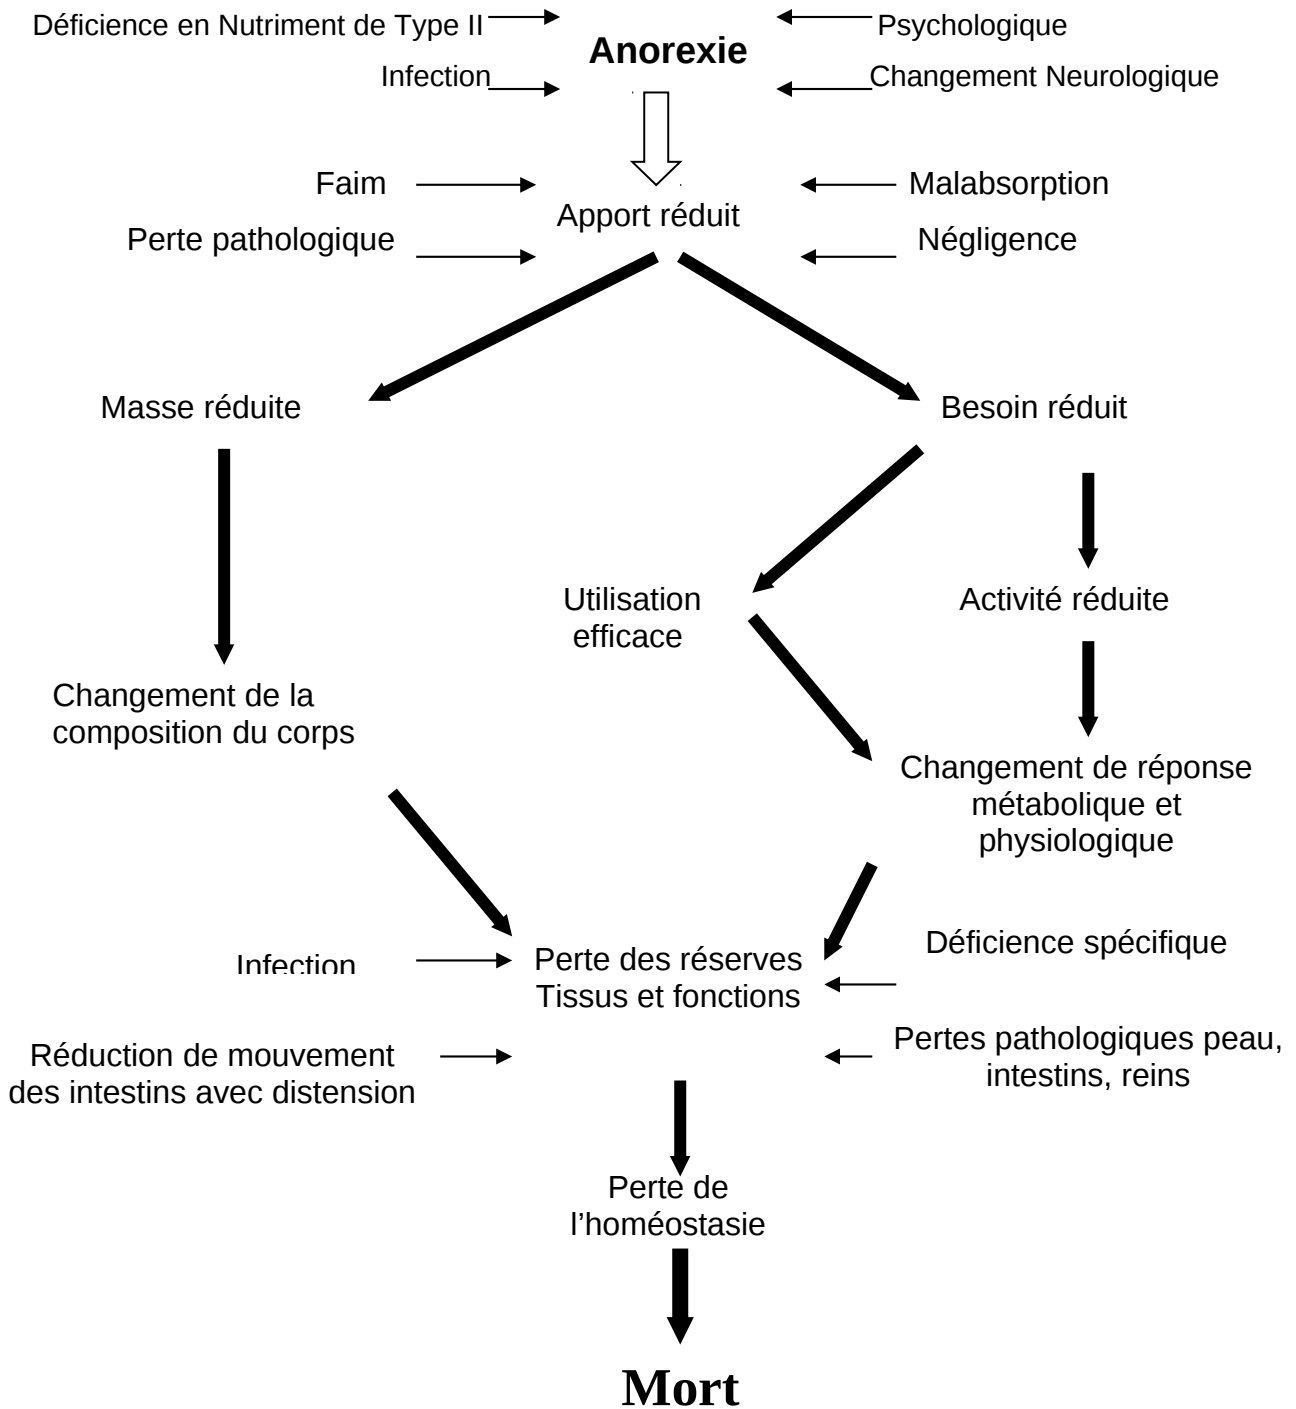 Déficience en Nutriment de Type II
Psychologique
Anorexie
Infection
Changement Neurologique
Faim
Malabsorption
Apport réduit
Perte pathologique
Négligence
Masse réduite
Besoin réduit
Utilisation
efficace
Activité réduite
Changement de la
composition du corps
Changement de réponse
métabolique et
physiologique
Déficience spécifique
Infection
Perte des réserves
Tissus et fonctions
Réduction de mouvement
des intestins avec distension
Pertes pathologiques peau,
intestins, reins
Perte de
l’homéostasie
Mort